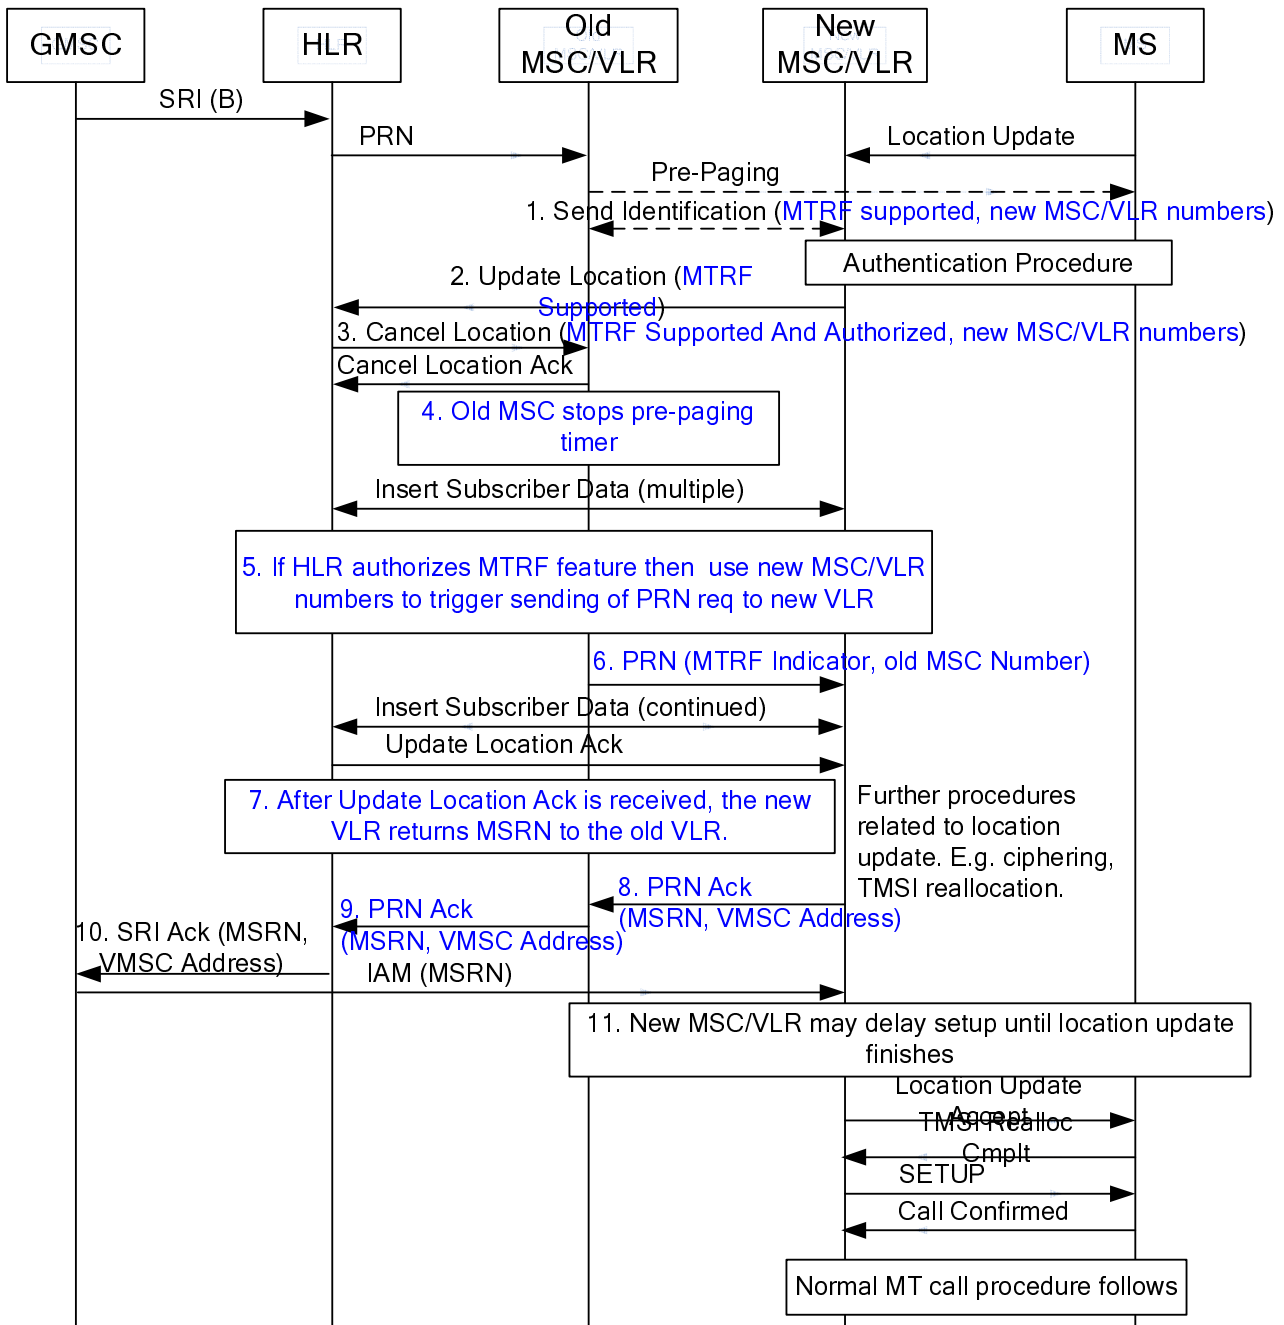 GMSC
HLR
Old
MSC/VLR
New
MSC/VLR
MS
SRI (B)
PRN
Location Update
Pre-Paging
1. Send Identification (MTRF supported, new MSC/VLR numbers)
Authentication Procedure
2. Update Location (MTRF
Supported)
3. Cancel Location (MTRF Supported And Authorized, new MSC/VLR numbers)
Cancel Location Ack
4. Old MSC stops pre-paging
timer
Insert Subscriber Data (multiple)
5. If HLR authorizes MTRF feature then use new MSC/VLR
numbers to trigger sending of PRN req to new VLR
6. PRN (MTRF Indicator, old MSC Number)
Insert Subscriber Data (continued)
Update Location Ack
7. After Update Location Ack is received, the new
VLR returns MSRN to the old VLR.
Further procedures
related to location
update. E.g. ciphering,
TMSI reallocation.
8. PRN Ack
(MSRN, VMSC Address)
9. PRN Ack
(MSRN, VMSC Address)
10. SRI Ack (MSRN,
VMSC Address)
IAM (MSRN)
11. New MSC/VLR may delay setup until location update
finishes
Location Update
Accept
TMSI Realloc
Cmplt
SETUP
Call Confirmed
Normal MT call procedure follows